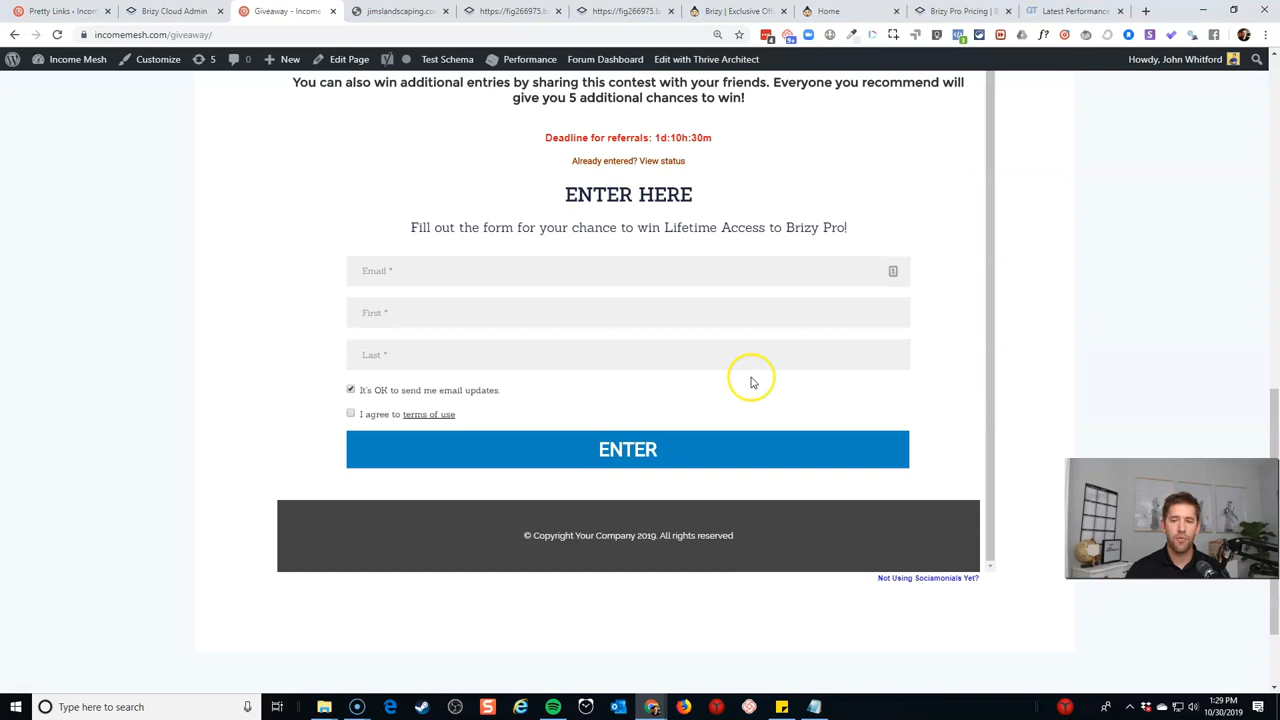 Pretty Links ‹ Incom
Brizy Cloud Admin
Giveaway - Income M
jimslandscaping.com
https://fig266975.b
https://fig266971.b
Brizy | Exclusive Off
Home
Brizy Pro Pricing | B
Latest Performance
incomemesh.com/giveaway/
Income Mesh
Customize
5
0
New
Edit Page
Test Schema
Performance
Forum Dashboard
Edit with Thrive Architect
Howdy, John Whitford
You can also win additional entries by sharing this contest with your friends. Everyone you recommend will
give you 5 additional chances to win!
Deadline for referrals: 1d:10h:30m
Already entered? View status
ENTER HERE
Fill out the form for your chance to win Lifetime Access to Brizy Pro!
Email *
First *
Last *
It's OK to send me email updates.
I agree to terms of use
ENTER
© Copyright Your Company 2019. All rights reserved
Not Using Sociamonials Yet?
Type here to search
1:29 PM
10/30/2019